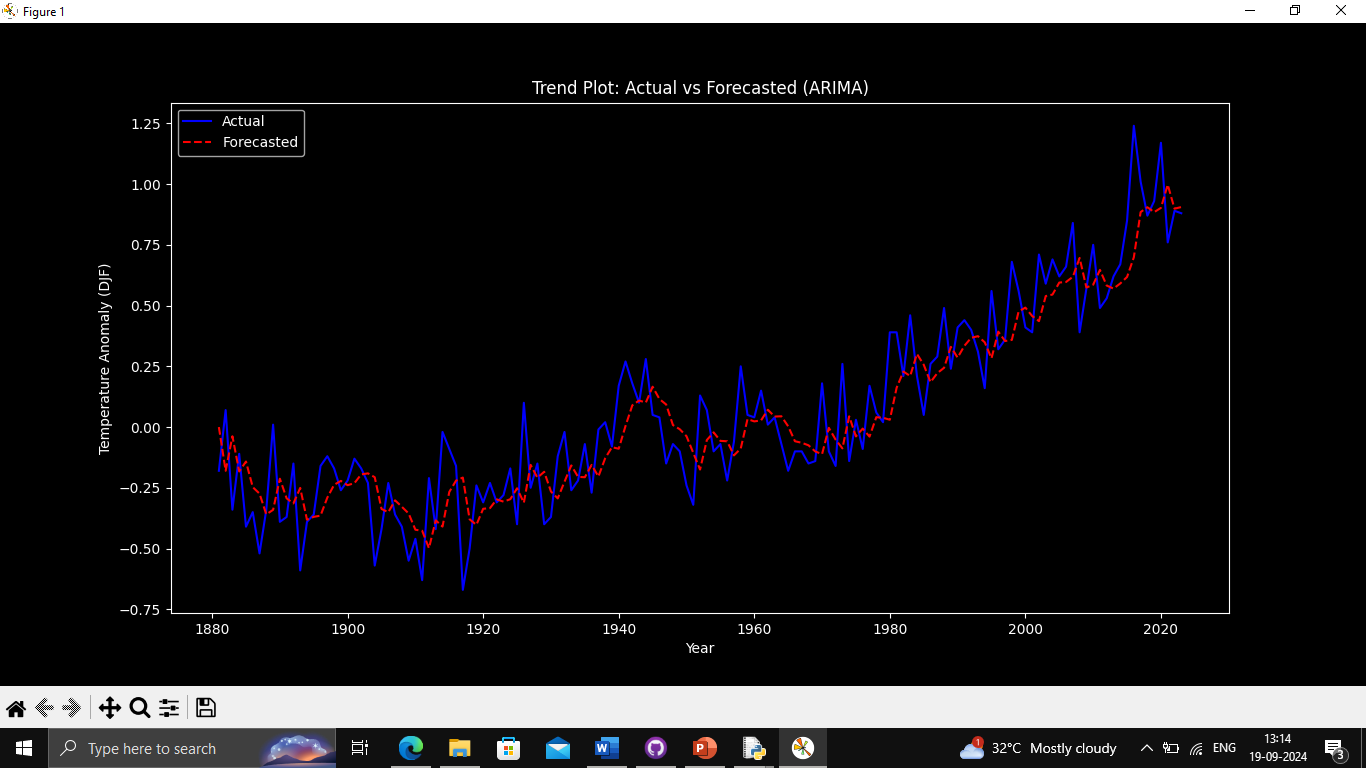 Figure 1
Trend Plot: Actual vs Forecasted (ARIMA)
Actual
Forecasted
1.25
1.00
0.75
0.50
0.25
0.00
−0.25
−0.50
−0.75
Temperature Anomaly (DJF)
1880 1900 1920 1940 1960 1980 2000 2020
Year
Type here to search
1
32°C Mostly cloudy
ENG
13:14
19-09-2024
3